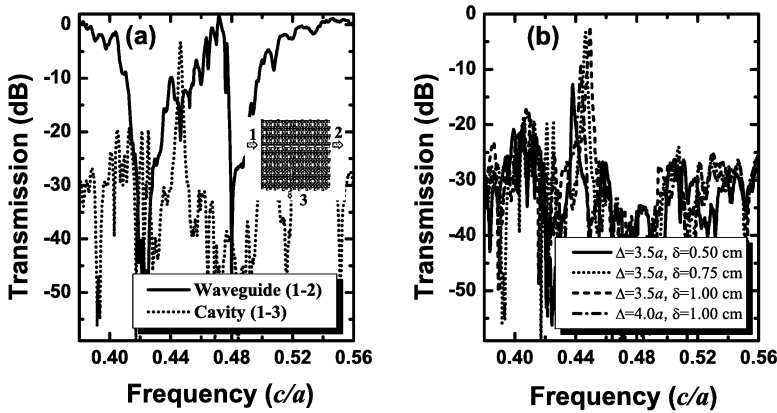 (a)
Transmission (dB)
0
-10
-20
-30
-40
-50
1
2
3
Waveguide (1-2)
Cavity (1-3)
0.40 0.44 0.48 0.52 0.56
Frequency (c/a)
(b)
Transmission (dB)
0
-10
-20
-30
-40
-50
Δ=3.5a, δ=0.50 cm
Δ=3.5a, δ=0.75 cm
Δ=3.5a, δ=1.00 cm
Δ=4.0a, δ=1.00 cm
0.40 0.44 0.48 0.52 0.56
Frequency (c/a)